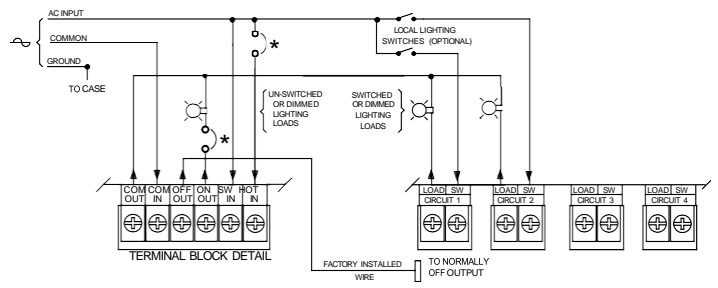 AC INPUT
COMMON
GROUND
TO CASE
*
LOCAL LIGHTING
SWITCHES (OPTIONAL)
UN-SWITCHED
OR DIMMED
LIGHTING
LOADS
SWITCHED
OR DIMMED
LIGHTING
LOADS
*
COM OUT
COM IN
OFF OUT
ON OUT
SW IN
HOT IN
TERMINAL BLOCK DETAIL
LOAD SW
CIRCUIT 1
LOAD SW
CIRCUIT 2
LOAD SW
CIRCUIT 3
LOAD SW
CIRCUIT 4
FACTORY INSTALLED
WIRE
TO NORMALLY
OFF OUTPUT